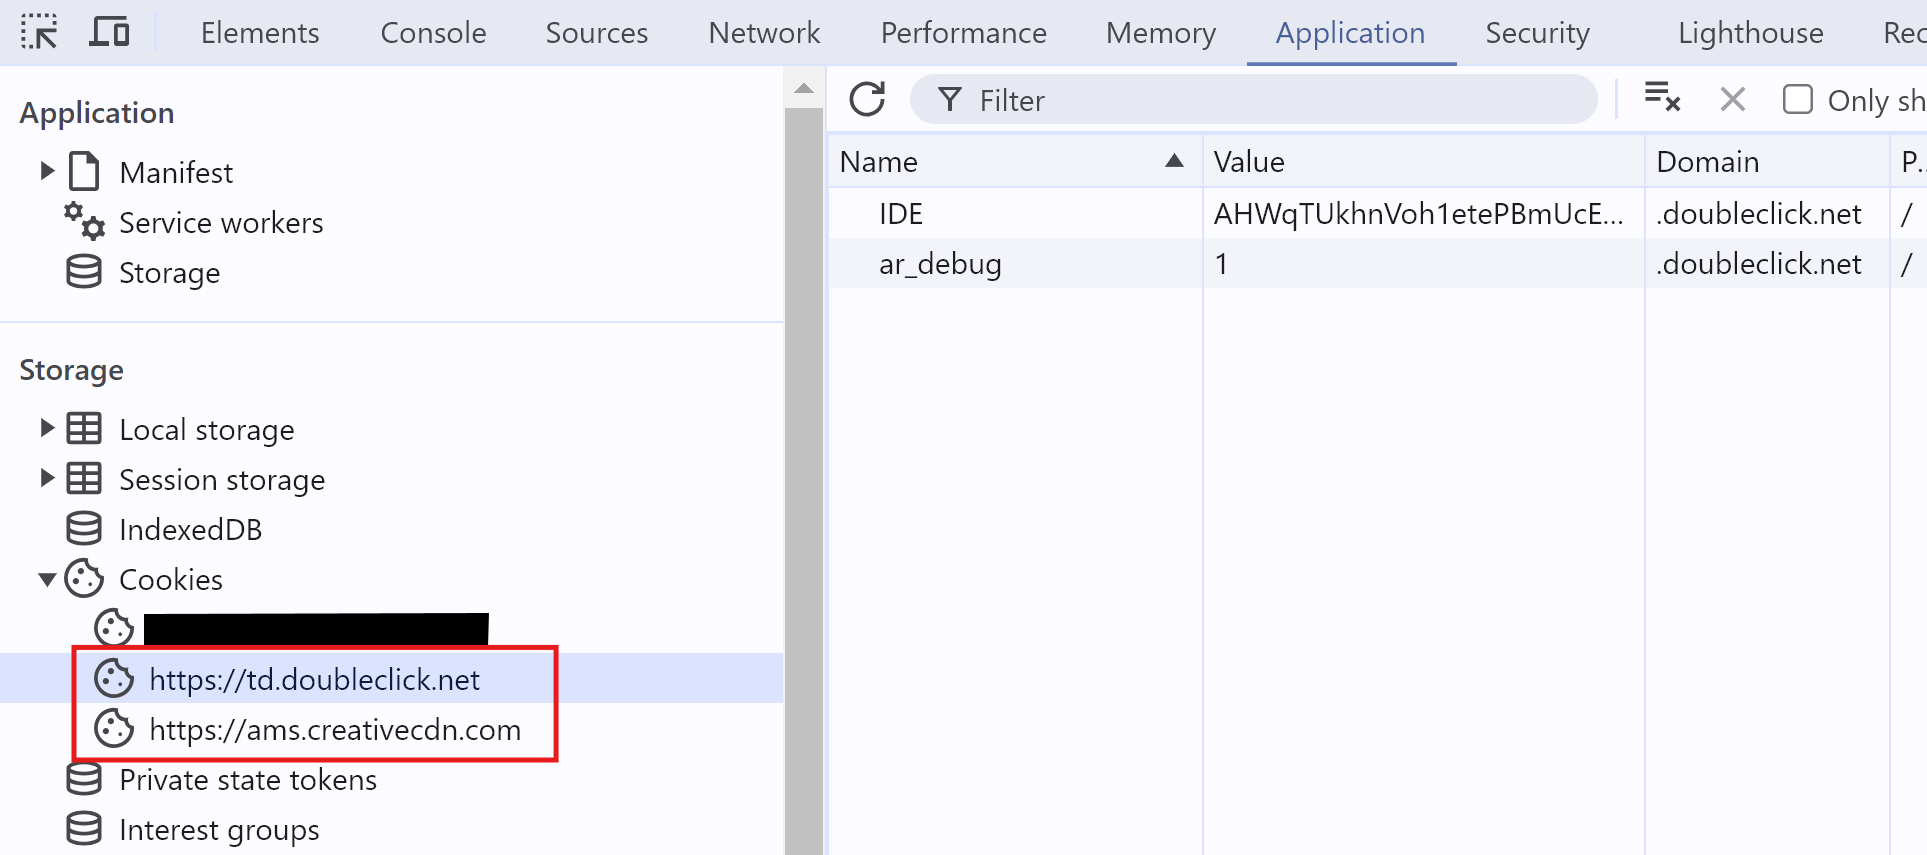 Elements Console Sources Network Performance Memory Application Security Lighthouse Rec
Application
Manifest
Service workers
Storage
Storage
Local storage
Session storage
IndexedDB
Cookies
https://td.doubleclick.net
https://ams.creativecdn.com
Private state tokens
Interest groups
Filter Only sh
Name Value Domain P...
IDE AHWqTUkhnVoh1etePBmUcE... .doubleclick.net /
ar_debug 1 .doubleclick.net /